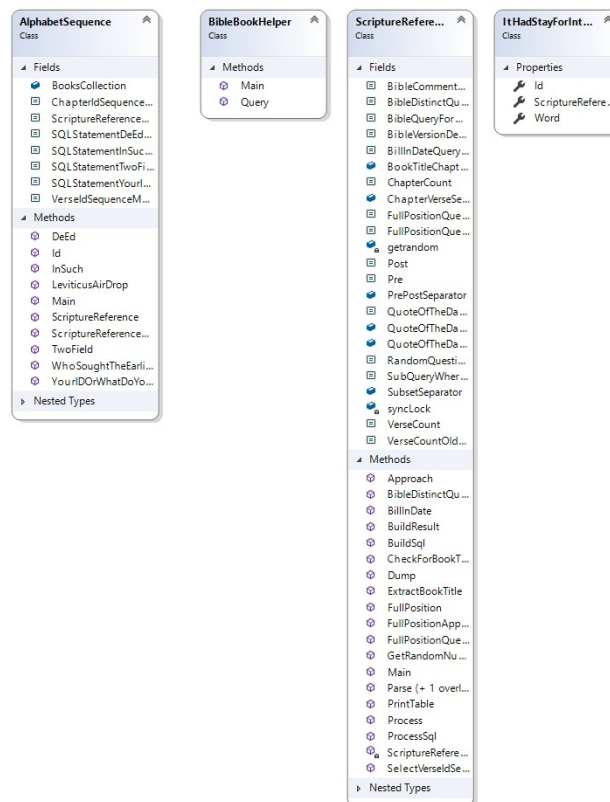 AlphabetSequence
Class
Fields
BooksCollection
ChapterIdSequence...
ScriptureReference...
SQLStatementDeEd...
SQLStatementInSuc...
SQLStatementTwoFi...
SQLStatementYourI...
VerseIdSequenceM...
Methods
DeEd
Id
InSuch
LeviticusAirDrop
Main
ScriptureReference
ScriptureReference...
TwoField
WhoSoughtTheEarli...
YourIDOrWhatDoYo...
Nested Types
BibleBookHelper
Class
Methods
Main
Query
ScriptureRefere...
Class
Fields
BibleComment...
BibleDistinctQu...
BibleQueryFor...
BibleVersionDe...
BillInDateQuery...
BookTitleChapt...
ChapterCount
ChapterVerseSe...
FullPositionQue...
FullPositionQue...
getrandom
Post
Pre
PrePostSeparator
QuoteOfTheDa...
QuoteOfTheDa...
QuoteOfTheDa...
RandomQuesti...
SubQueryWher...
SubsetSeparator
syncLock
VerseCount
VerseCountOld...
Methods
Approach
BibleDistinctQu...
BillInDate
BuildResult
BuildSql
CheckForBookT...
Dump
ExtractBookTitle
FullPosition
FullPositionApp...
FullPositionQue...
GetRandomNu...
Main
Parse (+ 1 overl...
PrintTable
Process
ProcessSql
ScriptureRefere...
SelectVerseIdSe...
Nested Types
ItHadStayForInt...
Class
Properties
Id
ScriptureRefere...
Word